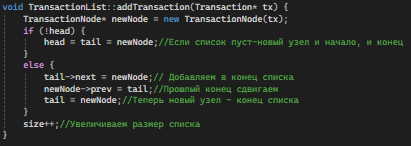 void TransactionList::addTransaction(Transaction* tx) {
TransactionNode* newNode = new TransactionNode(tx);
if (!head) {
head = tail = newNode;//Если список пуст-новый узел и начало, и конец
}
else {
tail->next = newNode;// Добавляем в конец списка
newNode->prev = tail;//Прошлый конец сдвигаем
tail = newNode;//Теперь новый узел - конец списка
}
size++;//Увеличиваем размер списка
}